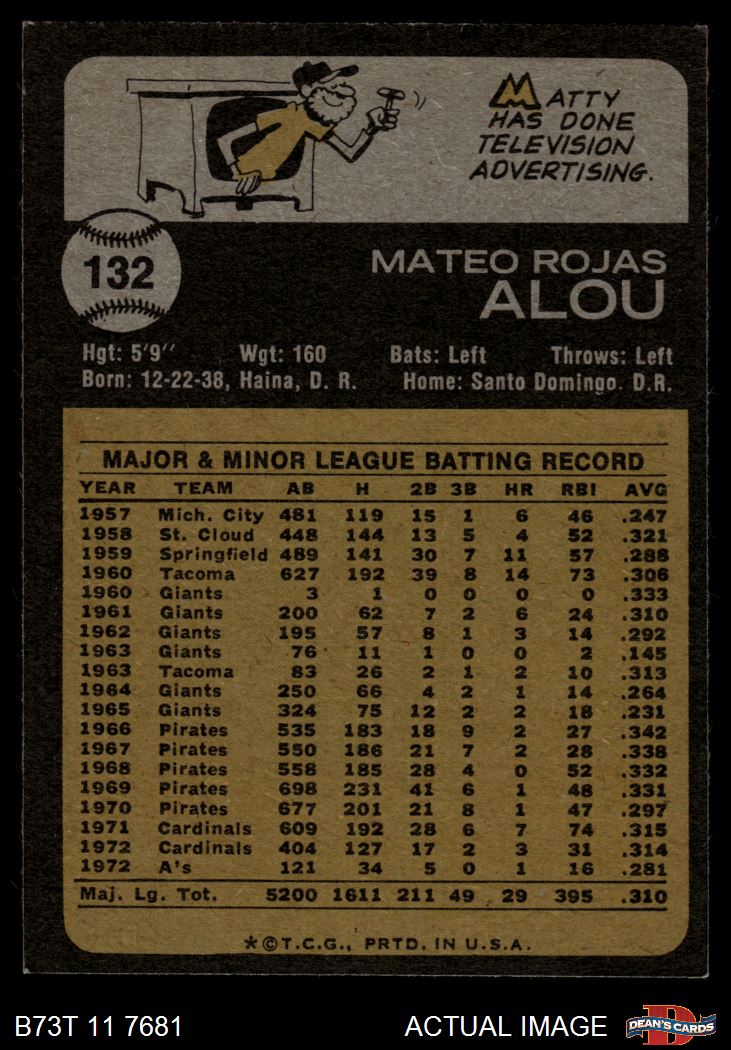 MATTY
HAS DONE
TELEVISION
ADVERTISING.
132
MATEO ROJAS
ALOU
Hgt: 5'9" Wgt: 160 Bats: Left Throws: Left
Born: 12-22-38, Haina, D. R. Home: Santo Domingo. D.R.
MAJOR & MINOR LEAGUE BATTING RECORD
YEAR TEAM AB H 2B 3B HR RBI AVG
1957 Mich. City 481 119 15 1 6 46 .247
1958 St. Cloud 448 144 13 5 4 52 .321
1959 Springfield 489 141 30 7 11 57 .288
1960 Tacoma 627 192 39 8 14 73 .306
1960 Giants 3 1 0 0 0 0 .333
1961 Giants 200 62 7 2 6 24 .310
1962 Giants 195 57 8 1 3 14 .292
1963 Giants 76 11 1 0 0 2 .145
1963 Tacoma 83 26 2 1 2 10 .313
1964 Giants 250 66 4 2 1 14 .264
1965 Giants 324 75 12 2 2 18 .231
1966 Pirates 535 183 18 9 2 27 .342
1967 Pirates 550 186 21 7 2 28 .338
1968 Pirates 558 185 28 4 0 52 .332
1969 Pirates 698 231 41 6 1 48 .331
1970 Pirates 677 201 21 8 1 47 .297
1971 Cardinals 609 192 28 6 7 74 .315
1972 Cardinals 404 127 17 2 3 31 .314
1972 A's 121 34 5 0 1 16 .281
Maj. Lg. Tot. 5200 1611 211 49 29 395 .310
*©T.C.G., PRTD. IN U.S.A.
B73T 11 7681 ACTUAL IMAGE D DEAN'S CARDS